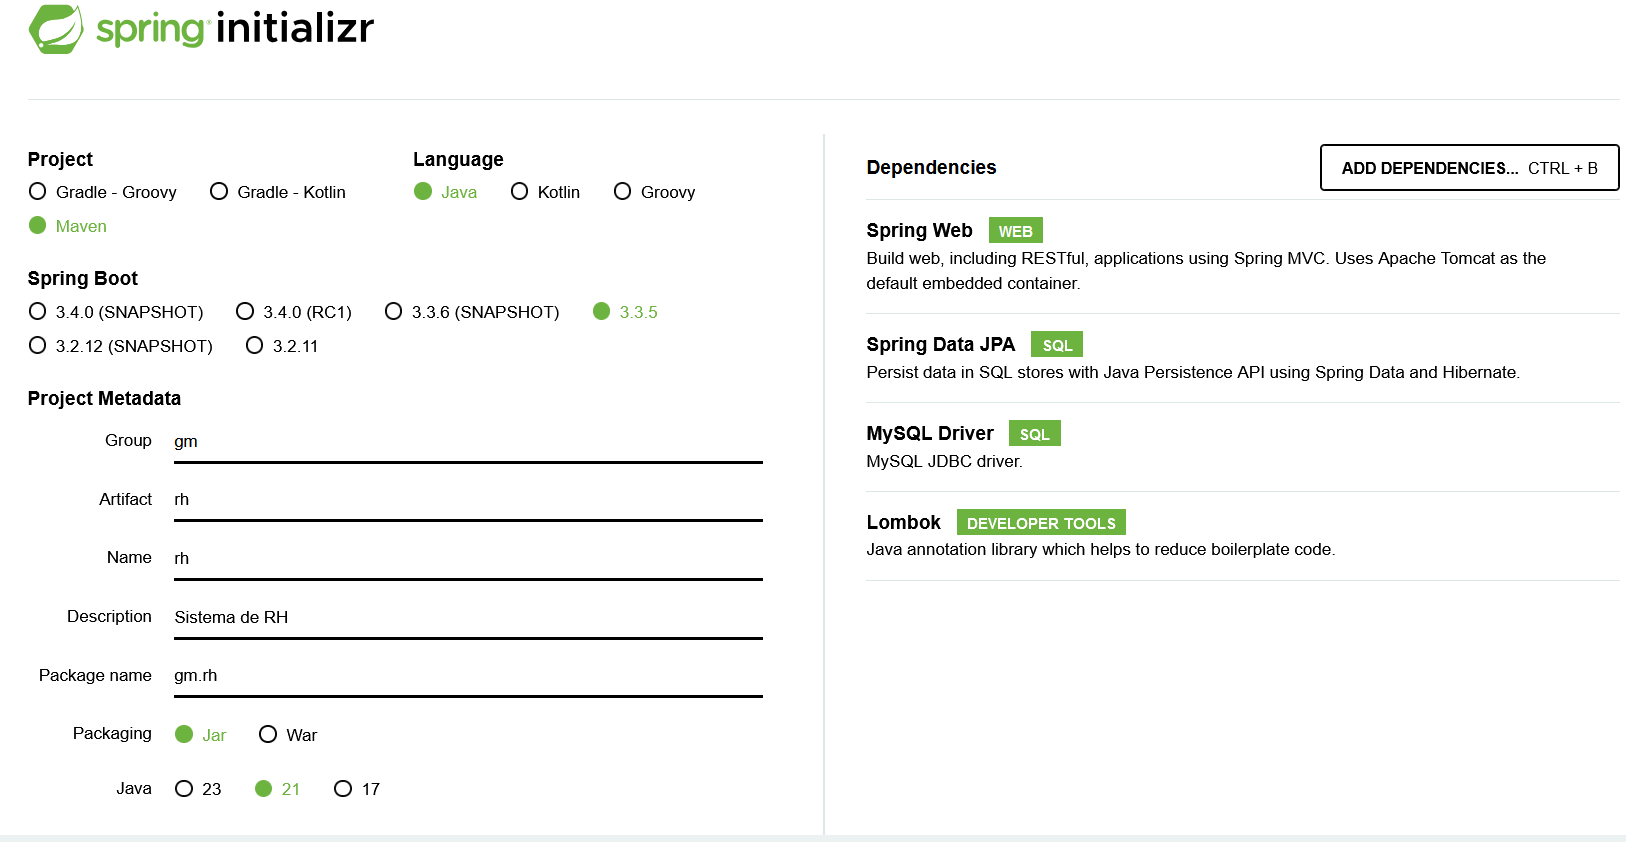 spring initializr
Project
Gradle - Groovy Gradle - Kotlin
Maven
Language
Java Kotlin Groovy
Spring Boot
3.4.0 (SNAPSHOT) 3.4.0 (RC1) 3.3.6 (SNAPSHOT) 3.3.5
3.2.12 (SNAPSHOT) 3.2.11
Project Metadata
Group gm
Artifact rh
Name rh
Description Sistema de RH
Package name gm.rh
Packaging Jar War
Java 23 21 17
Dependencies ADD DEPENDENCIES... CTRL + B
Spring Web WEB
Build web, including RESTful, applications using Spring MVC. Uses Apache Tomcat as the
default embedded container.
Spring Data JPA SQL
Persist data in SQL stores with Java Persistence API using Spring Data and Hibernate.
MySQL Driver SQL
MySQL JDBC driver.
Lombok DEVELOPER TOOLS
Java annotation library which helps to reduce boilerplate code.